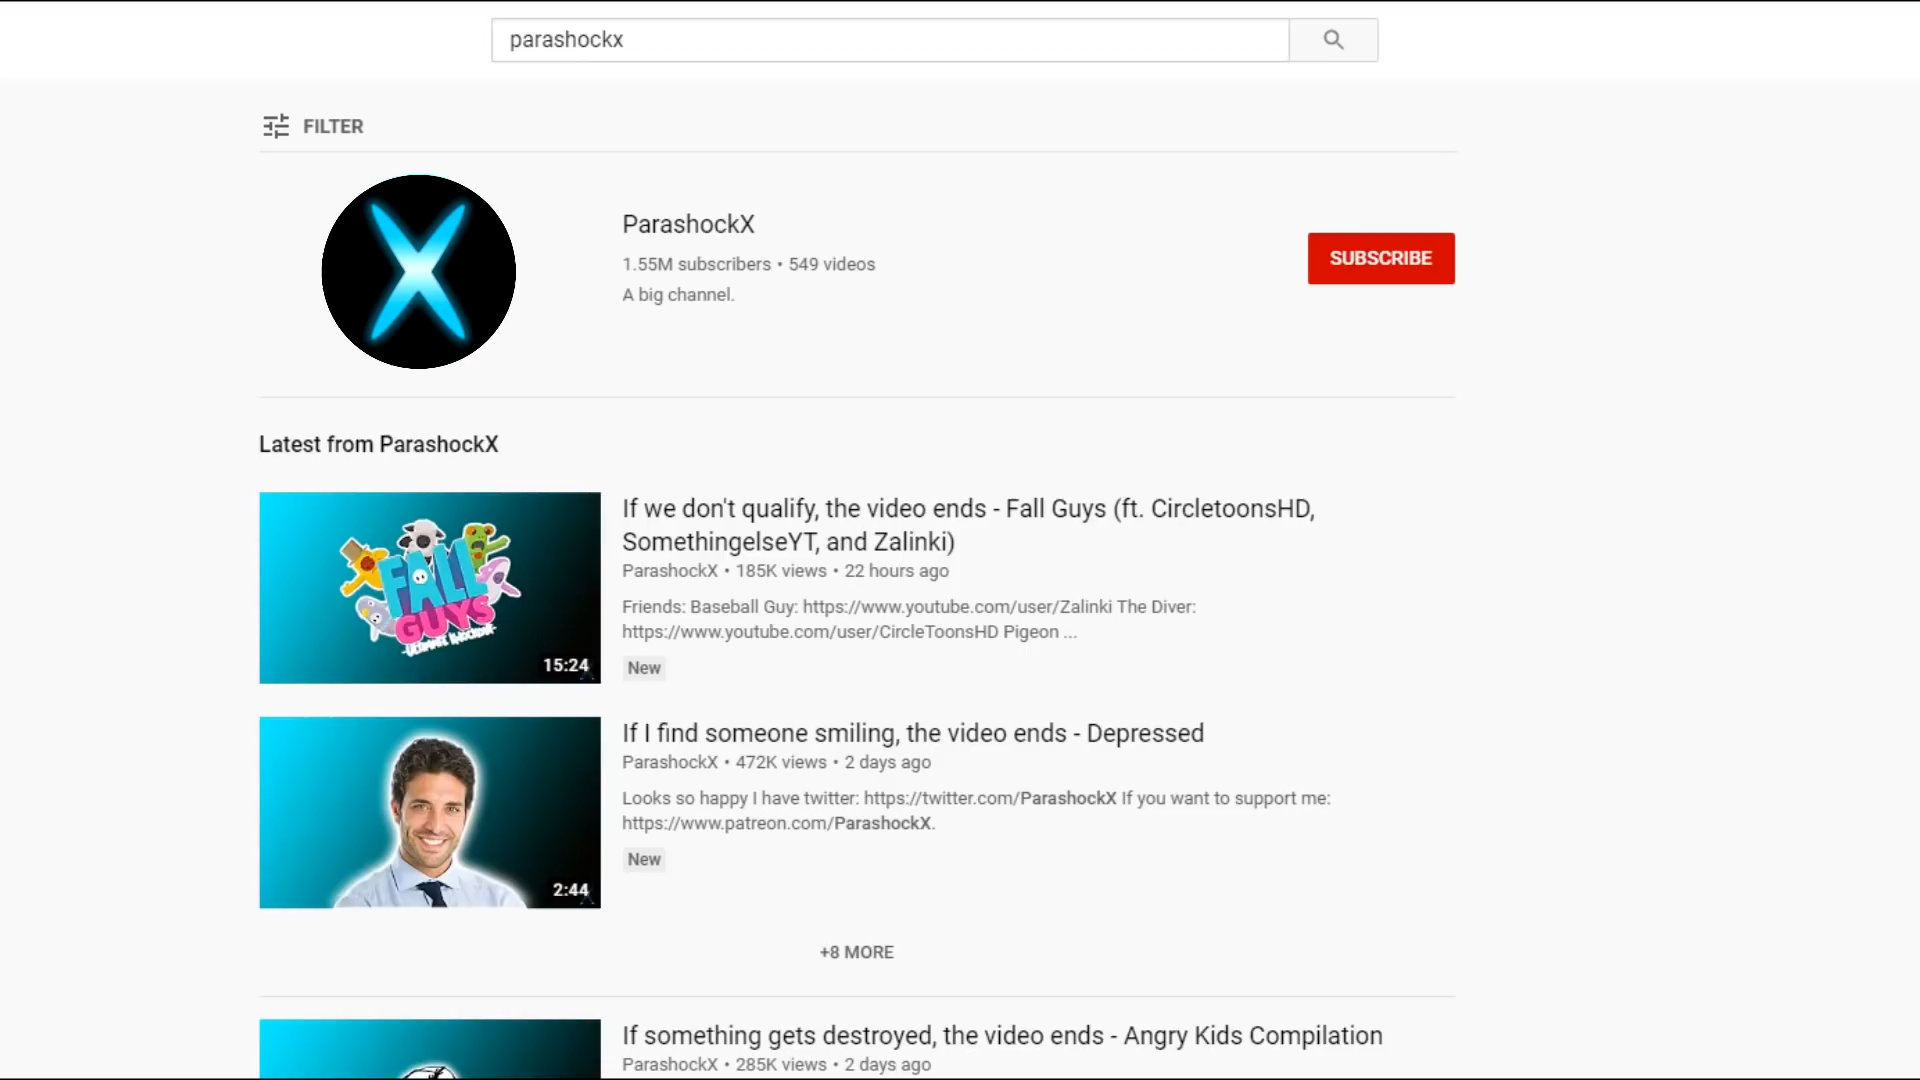 parashockx
FILTER
ParashockX
1.55M subscribers • 549 videos
A big channel.
SUBSCRIBE
Latest from ParashockX
FALL
GUYS
ULTIMATE KNOCKOUT
15:24
If we don't qualify, the video ends - Fall Guys (ft. CircletoonsHD,
SomethingelseYT, and Zalinki)
ParashockX • 185K views • 22 hours ago
Friends: Baseball Guy: https://www.youtube.com/user/Zalinki The Diver:
https://www.youtube.com/user/CircleToonsHD Pigeon ...
New
2:44
If I find someone smiling, the video ends - Depressed
ParashockX • 472K views • 2 days ago
Looks so happy I have twitter: https://twitter.com/ParashockX If you want to support me:
https://www.patreon.com/ParashockX.
New
+8 MORE
If something gets destroyed, the video ends - Angry Kids Compilation
ParashockX • 285K views • 2 days ago